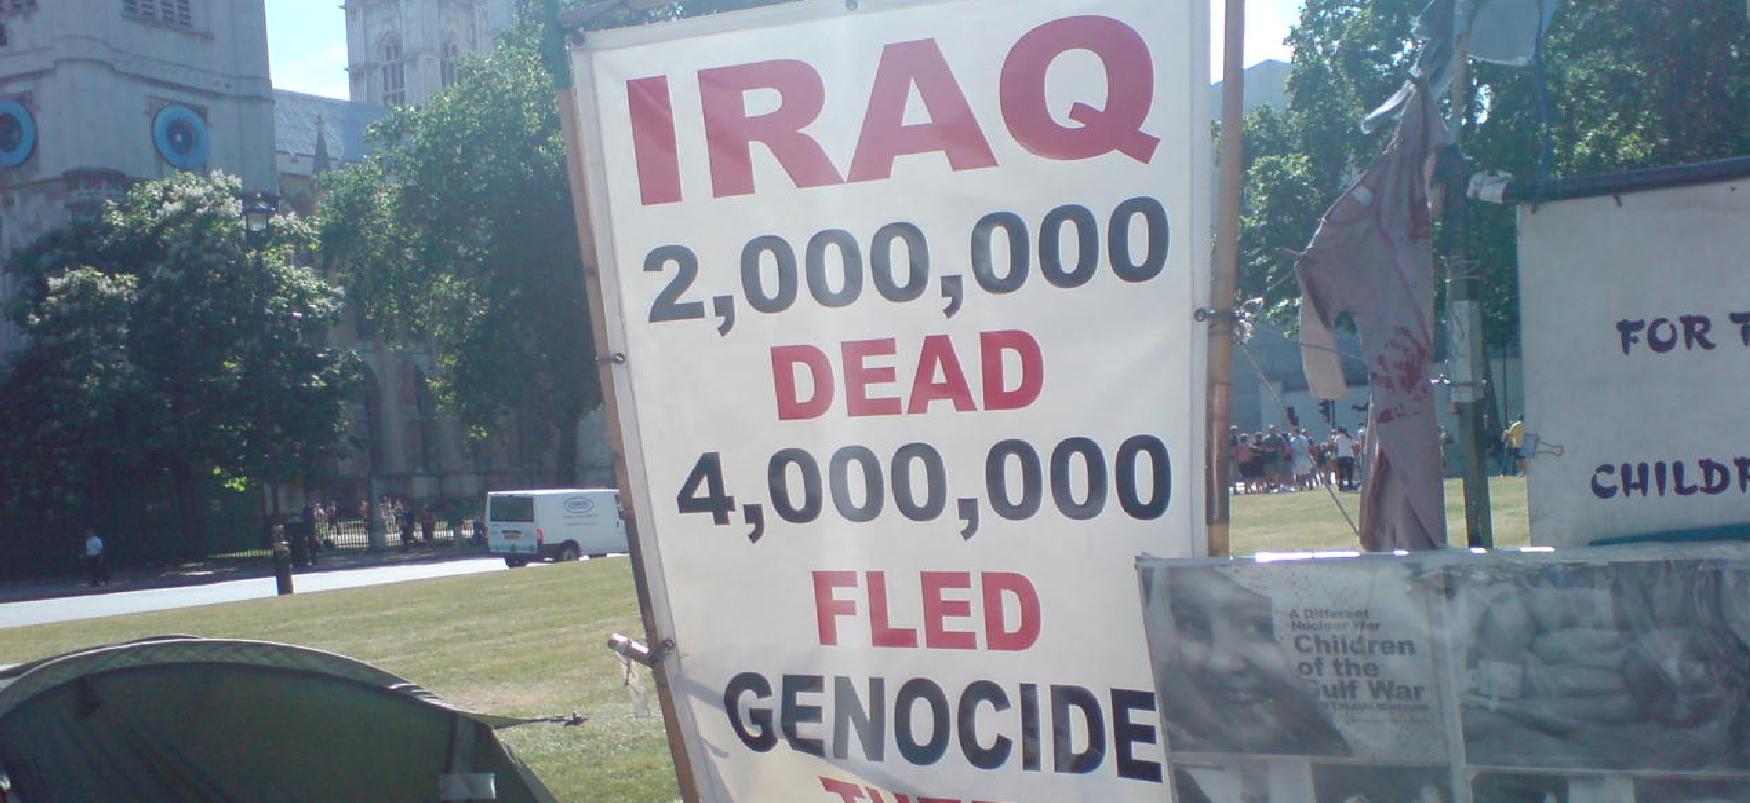 IRAQ
2,000,000
DEAD
4,000,000
FLED
GENOCIDE
FOR
A Different
Nuclear War
Children
of the
Gulf War